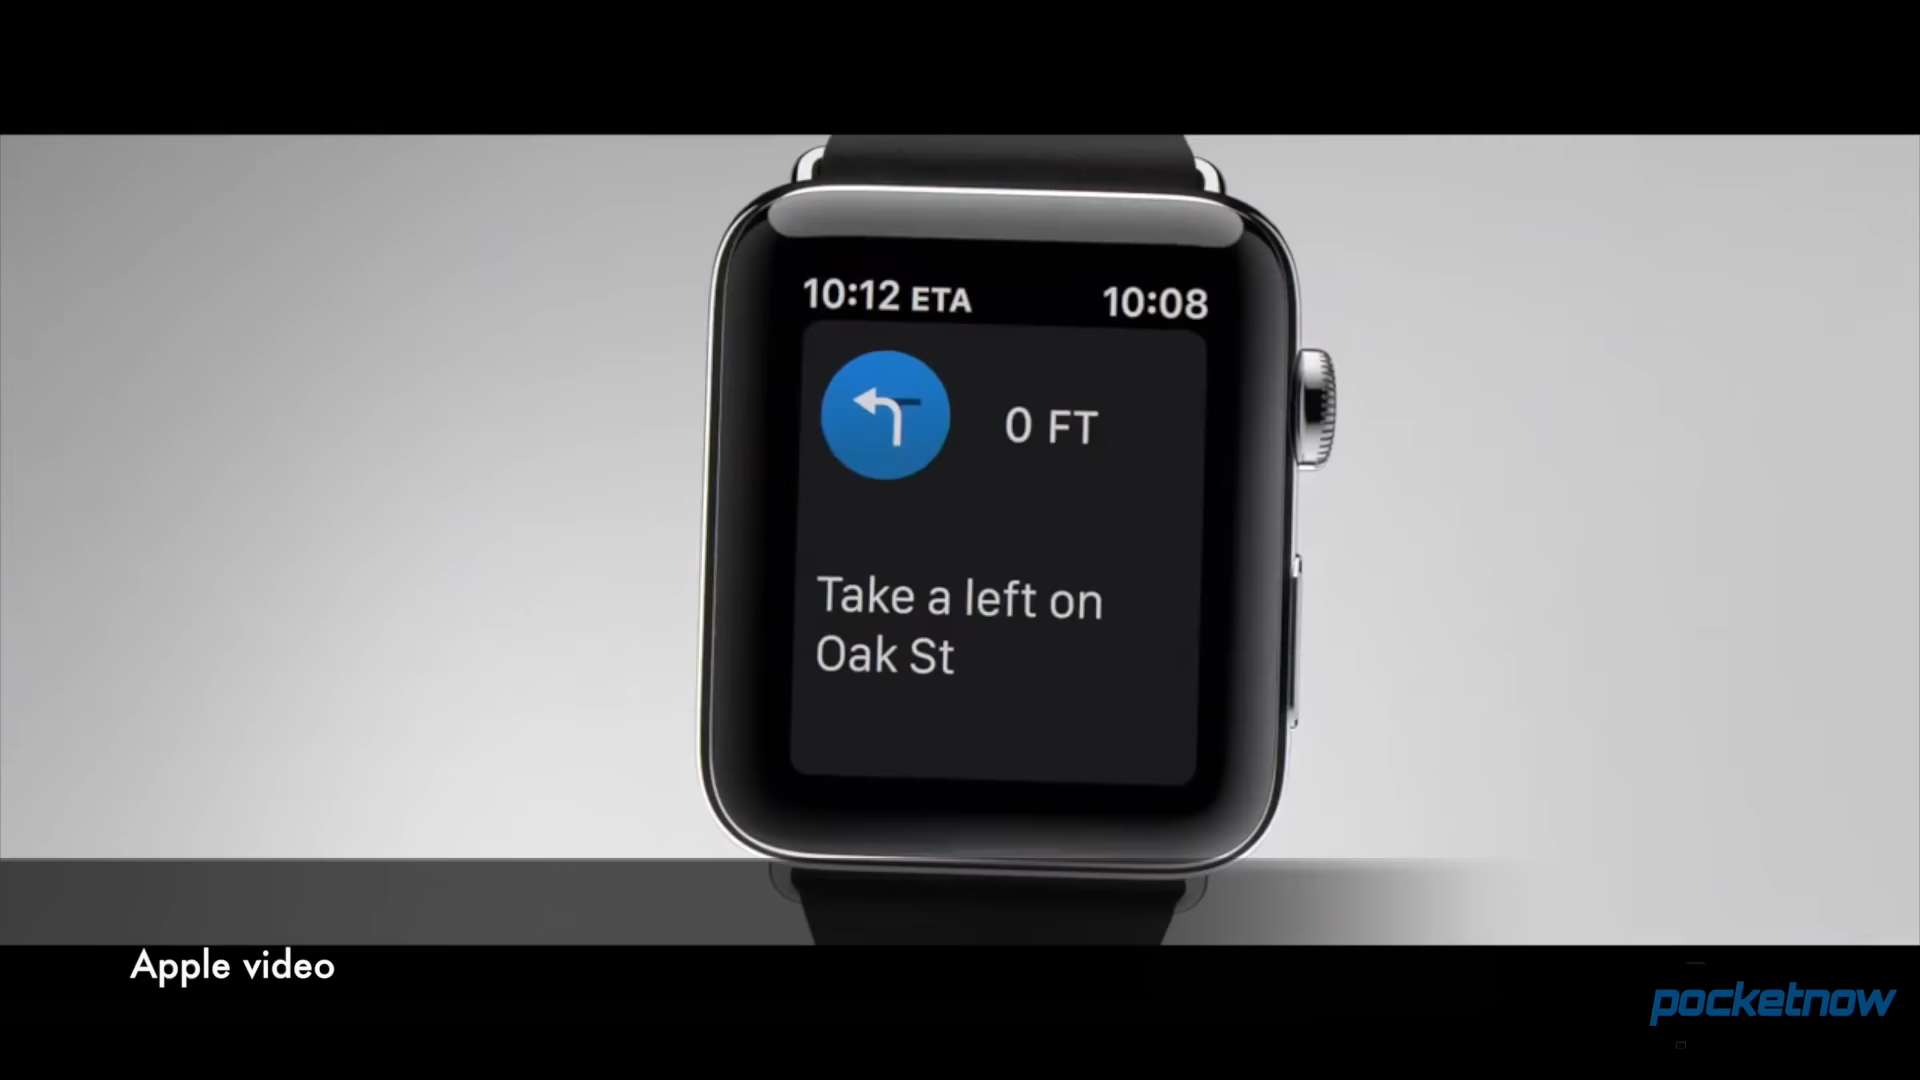 10:12 ETA 10:08
0 FT
Take a left on
Oak St
Apple video
pocketnow